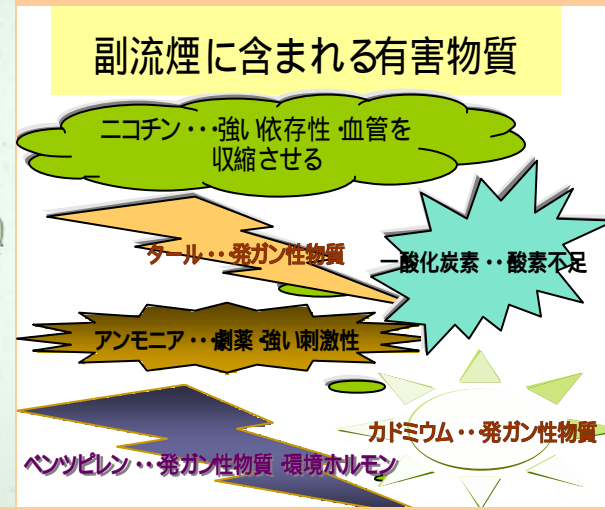 副流煙に含まれる有害物質
ニコチン・・・強い依存性・血管を
収縮させる
タール・・発ガン性物質
一酸化炭素・・酸素不足
アンモニア・・劇薬・強い刺激性
カドミウム・・発ガン性物質
ベンツピレン・・発ガン性物質・環境ホルモン